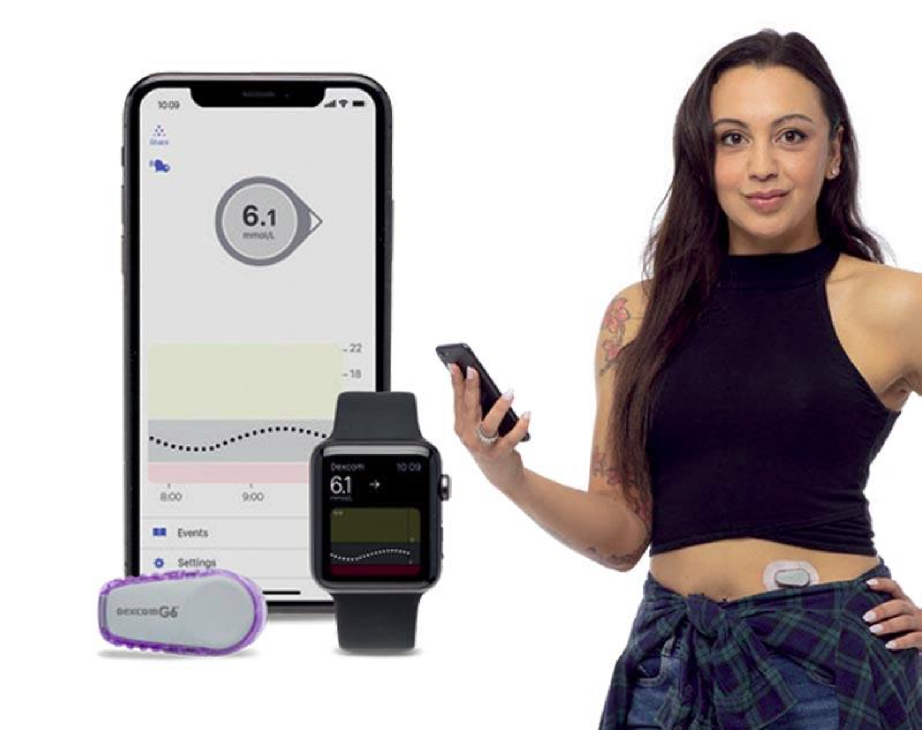 10:09
Share
6.1
mmol/L
22
18
8:00
9:00
Events
Settings
Dexcom 10:09
6.1 →
mmol/L
DexcomG6